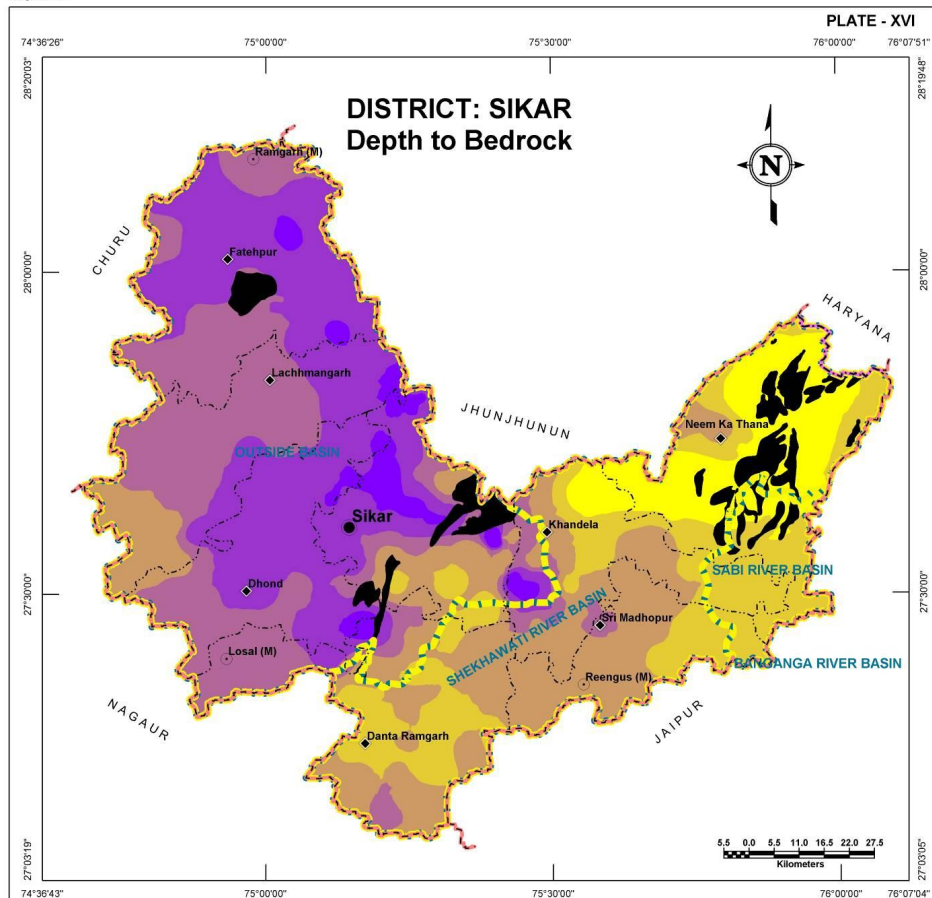 PLATE - XVI
74°36'26" 75°00'00" 75°30'00" 76°00'00" 76°07'51"
28°20'03"
28°19'48"
DISTRICT: SIKAR
Depth to Bedrock
N
Ramgarh (M)
CHURU
Fatehpur
28°00'00"
28°00'00"
HARYANA
Lachhmangarh
JHUNJHUNUN
Neem Ka Thana
OUTSIDE BASIN
Sikar
Khandela
SABI RIVER BASIN
Dhond
27°30'00"
27°30'00"
SHEKHAWATI RIVER BASIN
Sri Madhopur
Losal (M)
BANGANGA RIVER BASIN
Reengus (M)
NAGAUR
JAIPUR
Danta Ramgarh
5.5 0.0 5.5 11.0 16.5 22.0 27.5
Kilometers
27°03'19"
27°03'05"
74°36'43" 75°00'00" 75°30'00" 76°00'00" 76°07'04"